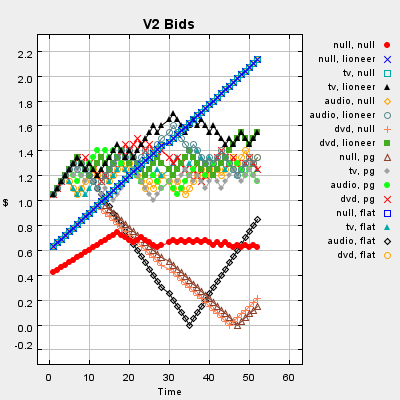 V2 Bids
2.2
2.0
1.8
1.6
1.4
1.2
1.0
0.8
0.6
0.4
0.2
0.0
-0.2
$
0
10
20
30
40
50
60
Time
null, null
null, lioneer
tv, null
tv, lioneer
audio, null
audio, lioneer
dvd, null
dvd, lioneer
null, pg
tv, pg
audio, pg
dvd, pg
null, flat
tv, flat
audio, flat
dvd, flat